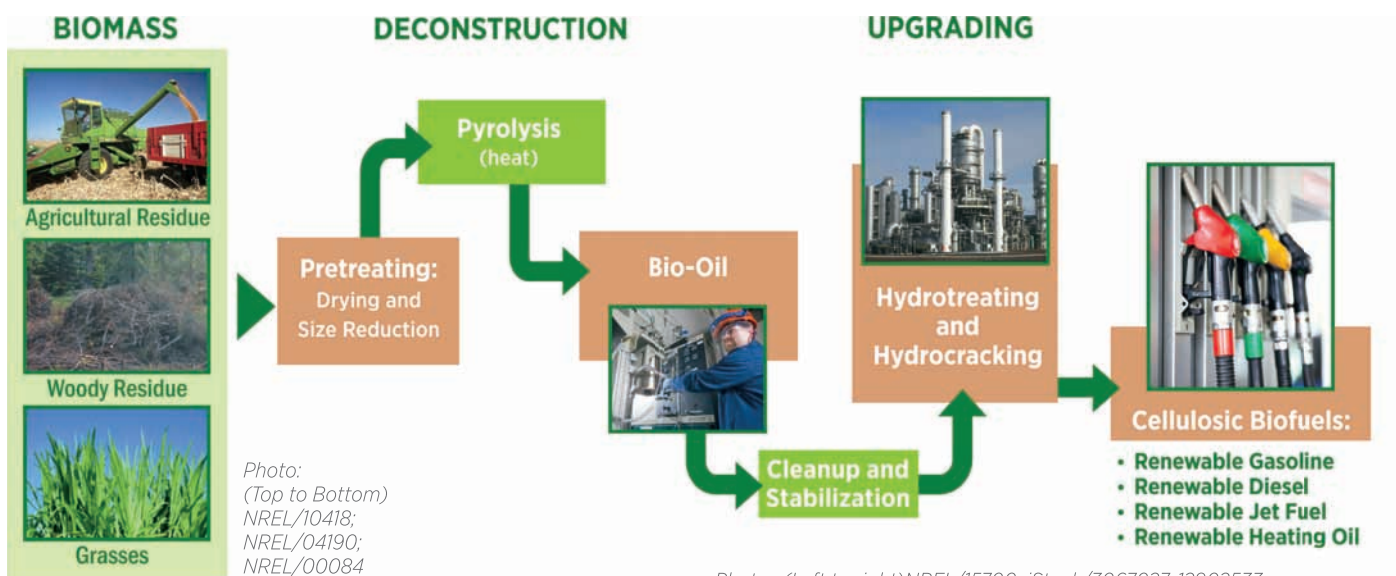 BIOMASS
DECONSTRUCTION
UPGRADING
Agricultural Residue
Woody Residue
Grasses
Pretreating:
Drying and
Size Reduction
Pyrolysis
(heat)
Bio-Oil
Cleanup and
Stabilization
Hydrotreating
and
Hydrocracking
Cellulosic Biofuels:
• Renewable Gasoline
• Renewable Diesel
• Renewable Jet Fuel
• Renewable Heating Oil
Photo:
(Top to Bottom)
NREL/10418;
NREL/04190;
NREL/00084